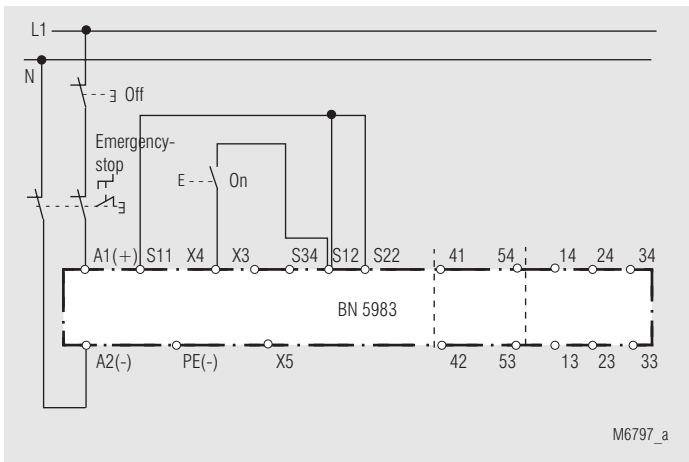 L1
N
Off
Emergency-
stop
E On
A1(+) S11 X4 X3 S34 S12 S22 41 54 14 24 34
BN 5983
A2(-) PE(-) X5 42 53 13 23 33
M6797_a